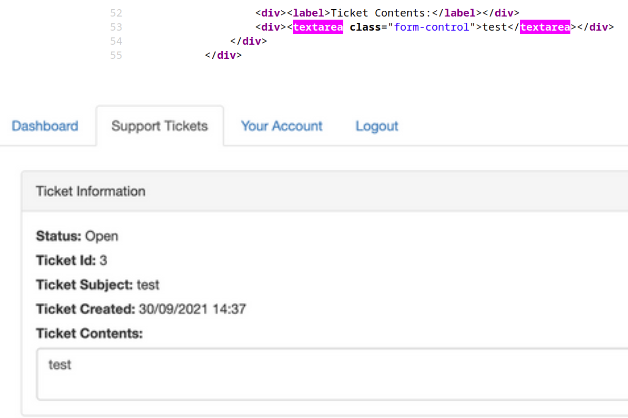 52 <div><label>Ticket Contents:</label></div>
53 <div><textarea class="form-control">test</textarea></div>
54 </div>
55 </div>
Dashboard Support Tickets Your Account Logout
Ticket Information
Status: Open
Ticket Id: 3
Ticket Subject: test
Ticket Created: 30/09/2021 14:37
Ticket Contents:
test